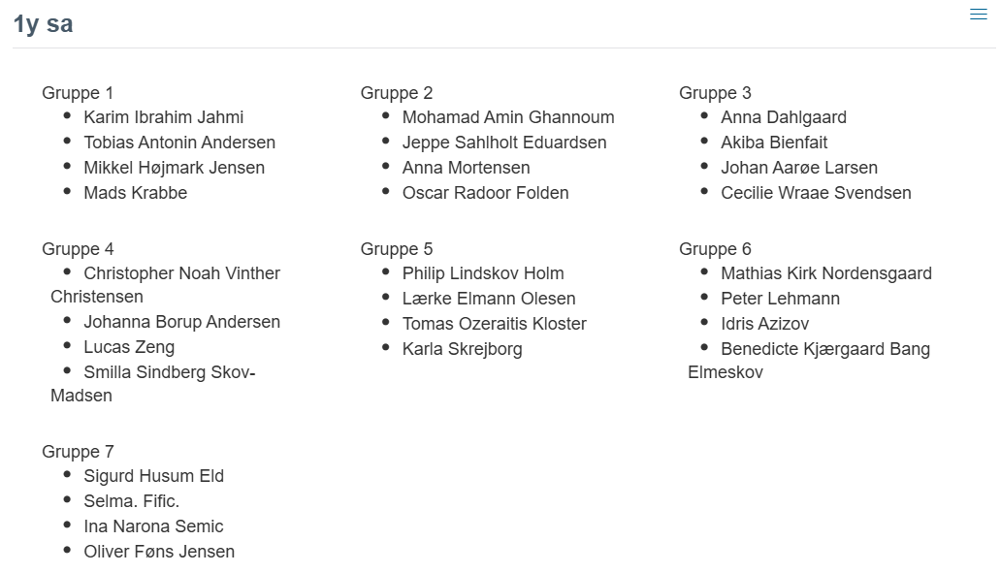 1y sa
Gruppe 1
Karim Ibrahim Jahmi
Tobias Antonin Andersen
Mikkel Højmark Jensen
Mads Krabbe
Gruppe 2
Mohamad Amin Ghannoum
Jeppe Sahlholt Eduardsen
Anna Mortensen
Oscar Radoor Folden
Gruppe 3
Anna Dahlgaard
Akiba Bienfait
Johan Aarøe Larsen
Cecilie Wraae Svendsen
Gruppe 4
Christopher Noah Vinther
Christensen
Johanna Borup Andersen
Lucas Zeng
Smilla Sindberg Skov-
Madsen
Gruppe 5
Philip Lindskov Holm
Lærke Elmann Olesen
Tomas Ozeraitis Kloster
Karla Skrejborg
Gruppe 6
Mathias Kirk Nordensgaard
Peter Lehmann
Idris Azizov
Benedicte Kjærgaard Bang
Elmeskov
Gruppe 7
Sigurd Husum Eld
Selma. Fific.
Ina Narona Semic
Oliver Føns Jensen